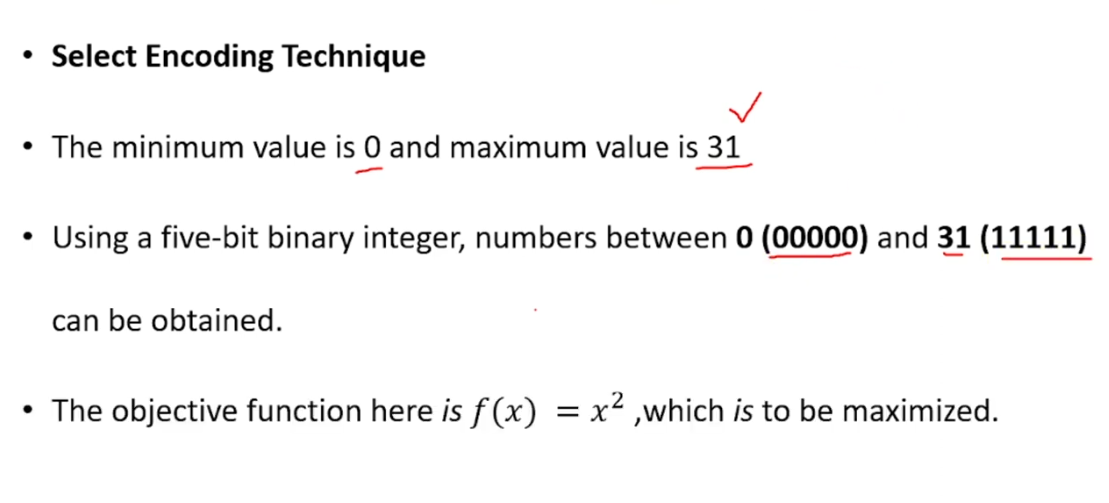 • Select Encoding Technique
• The minimum value is 0 and maximum value is 31
• Using a five-bit binary integer, numbers between 0 (00000) and 31 (11111)
can be obtained.
• The objective function here is f(x) = x² ,which is to be maximized.